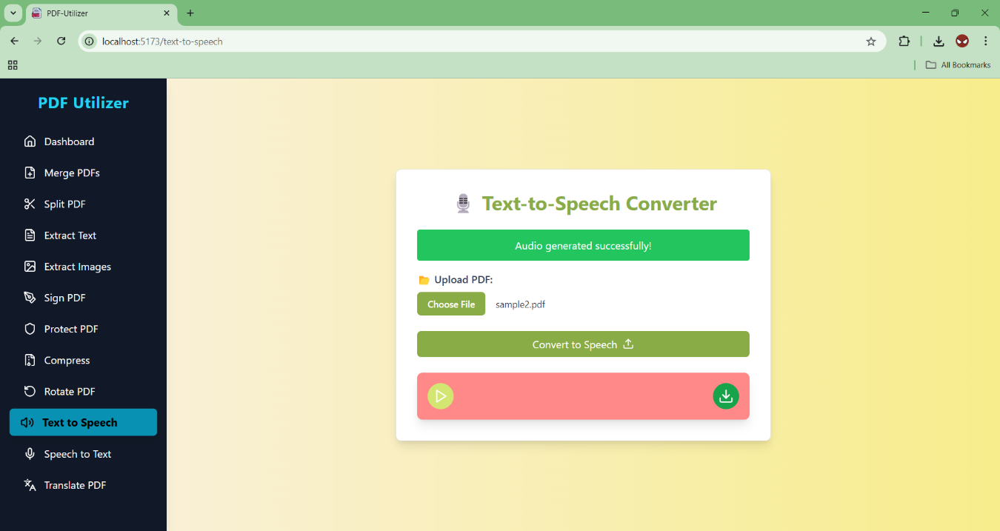 PDF-Utilizer
localhost:5173/text-to-speech
All Bookmarks
PDF Utilizer
Dashboard
Merge PDFs
Split PDF
Extract Text
Extract Images
Sign PDF
Protect PDF
Compress
Rotate PDF
Text to Speech
Speech to Text
Translate PDF
Text-to-Speech Converter
Audio generated successfully!
Upload PDF:
Choose File sample2.pdf
Convert to Speech